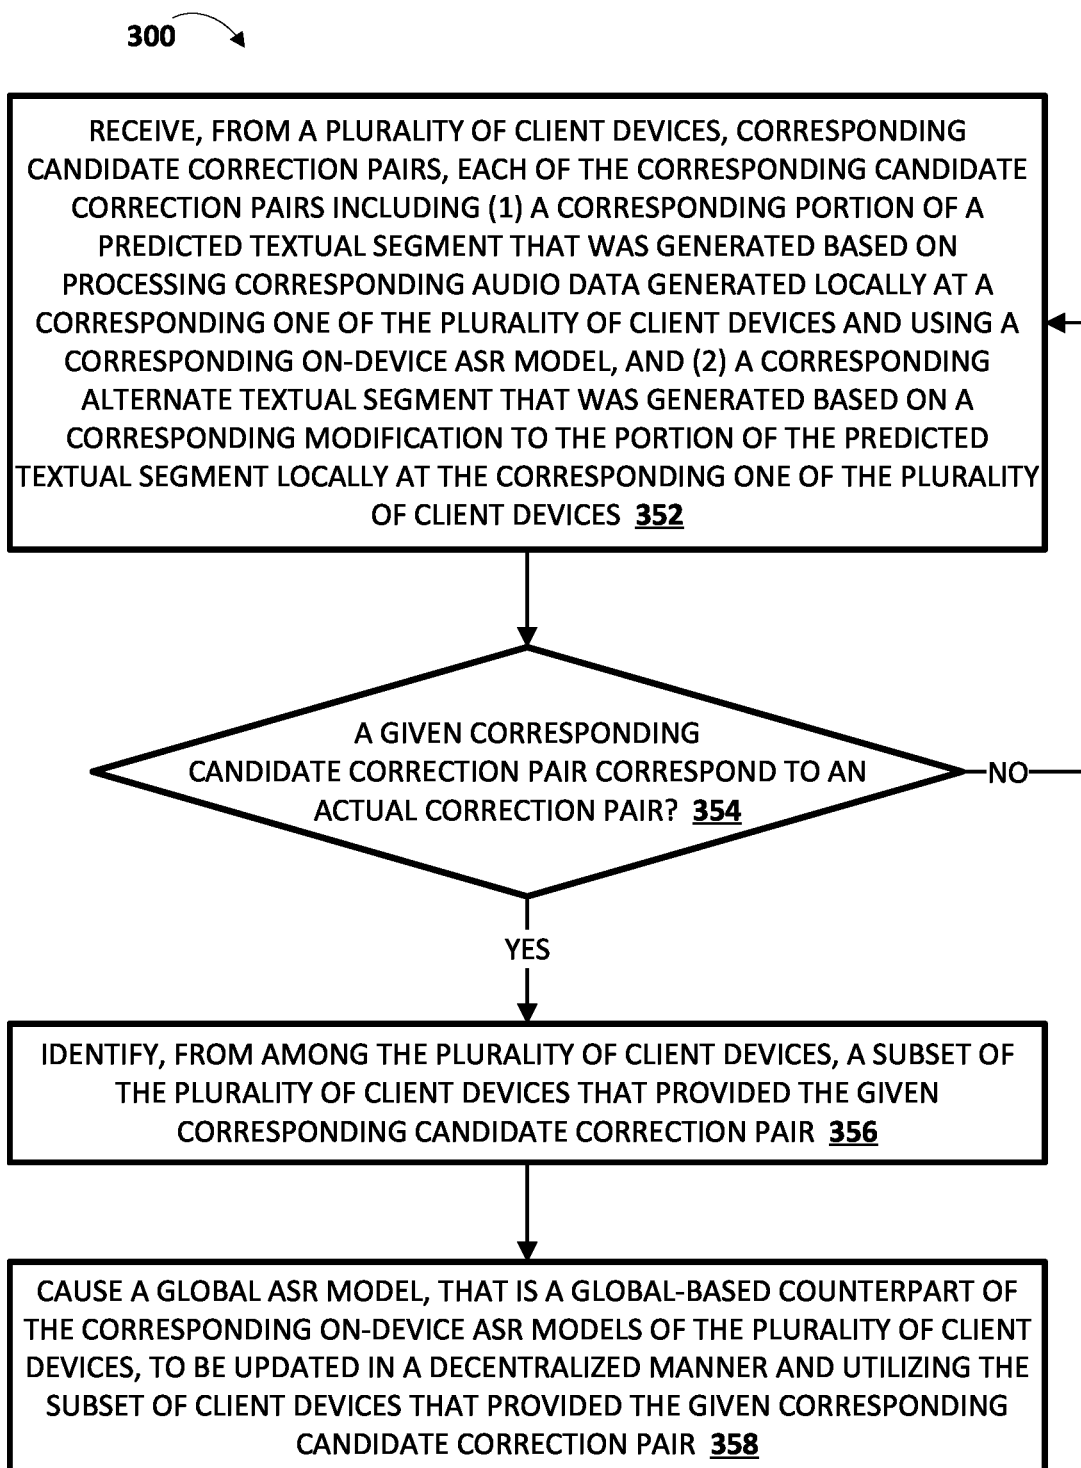 300
RECEIVE, FROM A PLURALITY OF CLIENT DEVICES, CORRESPONDING
CANDIDATE CORRECTION PAIRS, EACH OF THE CORRESPONDING CANDIDATE
CORRECTION PAIRS INCLUDING (1) A CORRESPONDING PORTION OF A
PREDICTED TEXTUAL SEGMENT THAT WAS GENERATED BASED ON
PROCESSING CORRESPONDING AUDIO DATA GENERATED LOCALLY AT A
CORRESPONDING ONE OF THE PLURALITY OF CLIENT DEVICES AND USING A
CORRESPONDING ON-DEVICE ASR MODEL, AND (2) A CORRESPONDING
ALTERNATE TEXTUAL SEGMENT THAT WAS GENERATED BASED ON A
CORRESPONDING MODIFICATION TO THE PORTION OF THE PREDICTED
TEXTUAL SEGMENT LOCALLY AT THE CORRESPONDING ONE OF THE PLURALITY
OF CLIENT DEVICES 352
A GIVEN CORRESPONDING
CANDIDATE CORRECTION PAIR CORRESPOND TO AN
ACTUAL CORRECTION PAIR? 354
NO
YES
IDENTIFY, FROM AMONG THE PLURALITY OF CLIENT DEVICES, A SUBSET OF
THE PLURALITY OF CLIENT DEVICES THAT PROVIDED THE GIVEN
CORRESPONDING CANDIDATE CORRECTION PAIR 356
CAUSE A GLOBAL ASR MODEL, THAT IS A GLOBAL-BASED COUNTERPART OF
THE CORRESPONDING ON-DEVICE ASR MODELS OF THE PLURALITY OF CLIENT
DEVICES, TO BE UPDATED IN A DECENTRALIZED MANNER AND UTILIZING THE
SUBSET OF CLIENT DEVICES THAT PROVIDED THE GIVEN CORRESPONDING
CANDIDATE CORRECTION PAIR 358